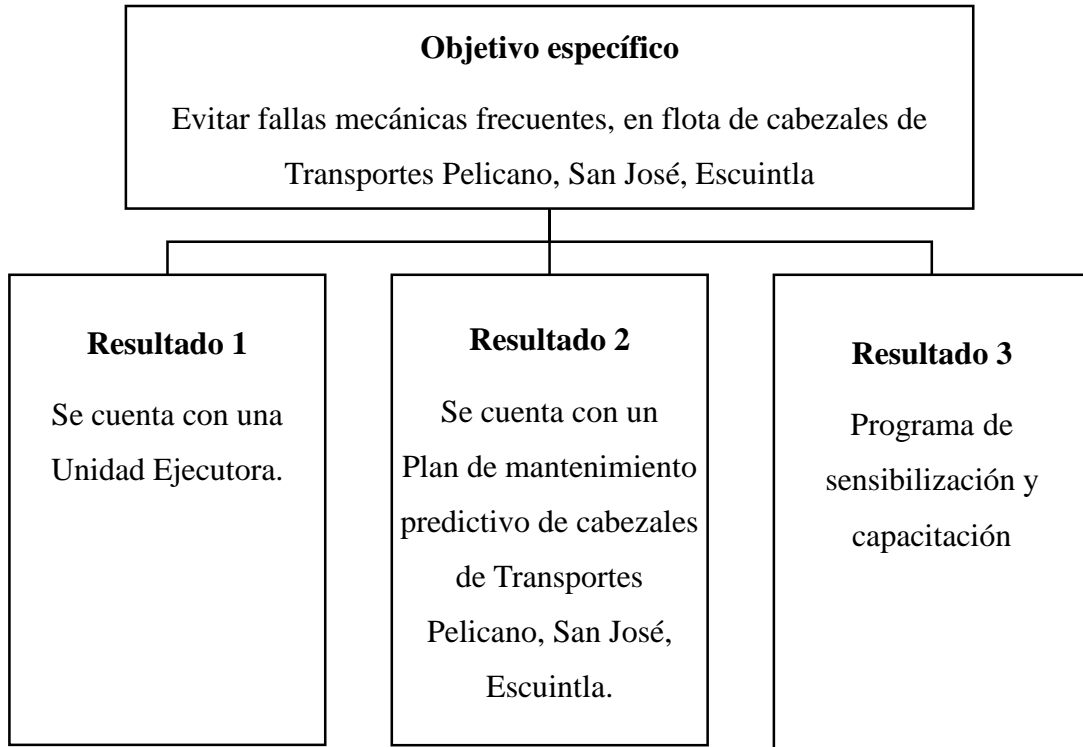 Objetivo específico
Evitar fallas mecánicas frecuentes, en flota de cabezales de
Transportes Pelicano, San José, Escuintla
Resultado 1
Se cuenta con una
Unidad Ejecutora.
Resultado 2
Se cuenta con un
Plan de mantenimiento
predictivo de cabezales
de Transportes
Pelicano, San José,
Escuintla.
Resultado 3
Programa de
sensibilización y
capacitación